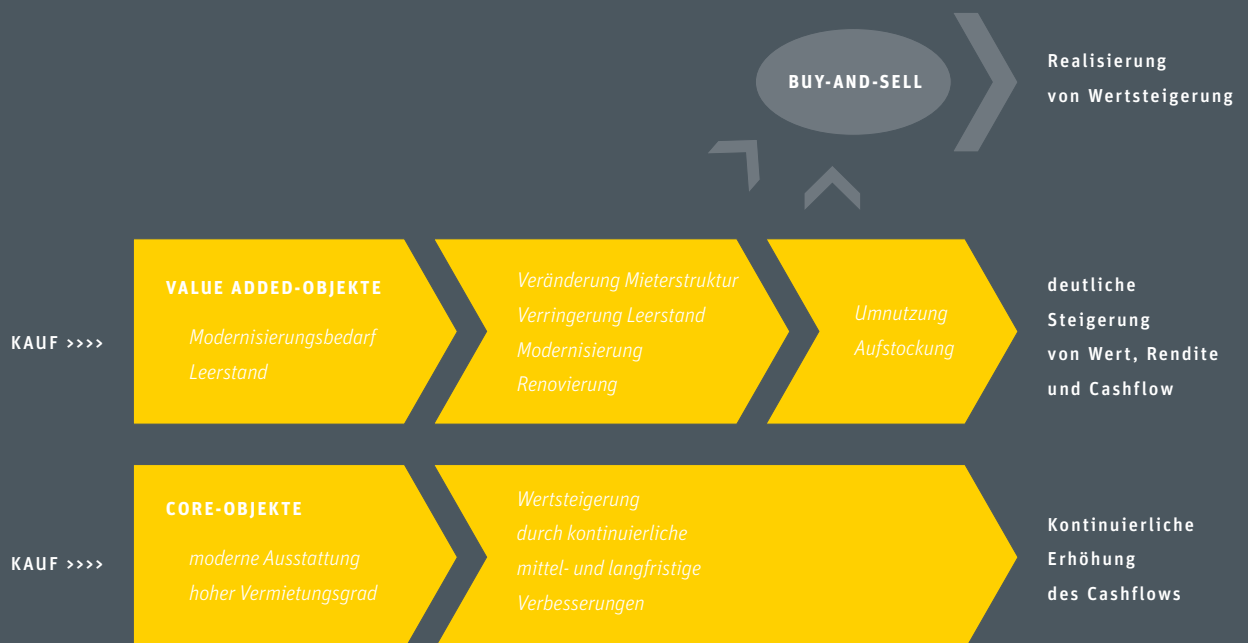 BUY-AND-SELL
Realisierung
von Wertsteigerung
KAUF >>>>
VALUE ADDED-OBJEKTE
Modernisierungsbedarf
Leerstand
Veränderung Mieterstruktur
Verringerung Leerstand
Modernisierung
Renovierung
Umnutzung
Aufstockung
deutliche
Steigerung
von Wert, Rendite
und Cashflow
KAUF >>>>
CORE-OBJEKTE
moderne Ausstattung
hoher Vermietungsgrad
Wertsteigerung
durch kontinuierliche
mittel- und langfristige
Verbesserungen
Kontinuierliche
Erhöhung
des Cashflows